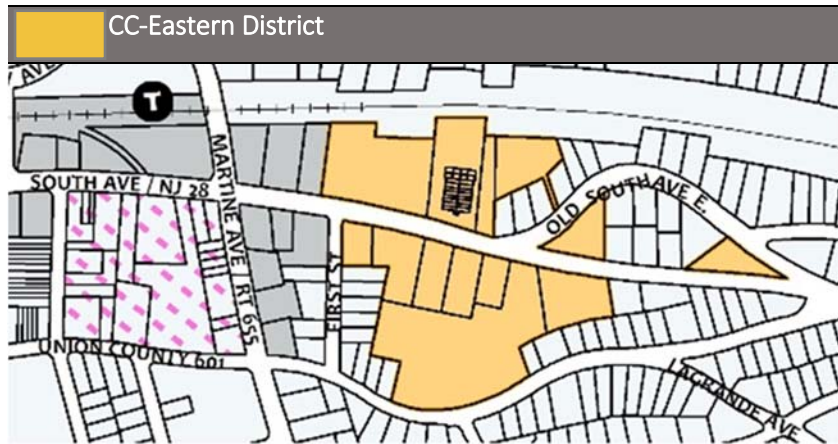 CC-Eastern District
AVE
T
SOUTH AVE / NJ 28
MARTINE AVE / RT 655
OLD SOUTH AVE E.
FIRST ST
UNION COUNTY 601
LAGRANDE AVE